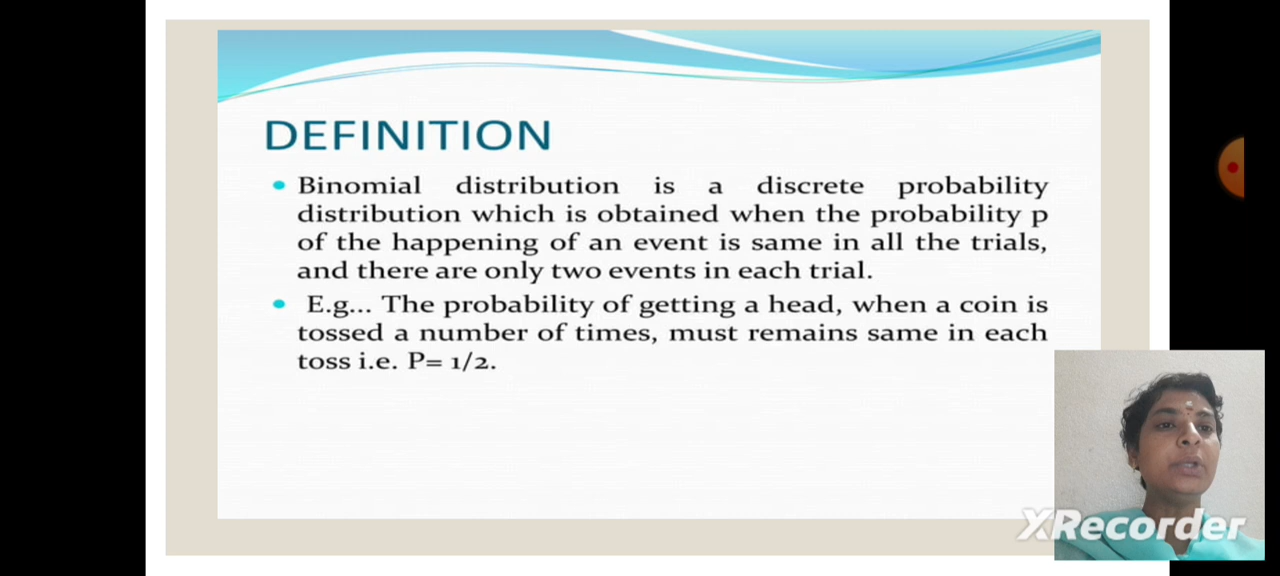 DEFINITION
Binomial distribution is a discrete probability
distribution which is obtained when the probability p
of the happening of an event is same in all the trials,
and there are only two events in each trial.
E.g... The probability of getting a head, when a coin is
tossed a number of times, must remains same in each
toss i.e. P= 1/2.
XRecorder